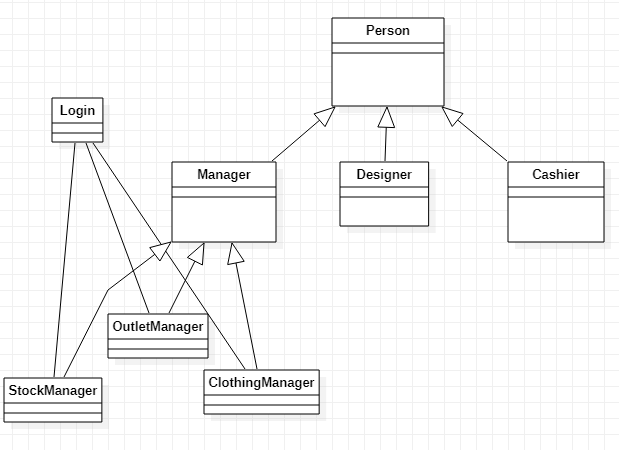 Person
Login
Manager
Designer
Cashier
OutletManager
StockManager
ClothingManager